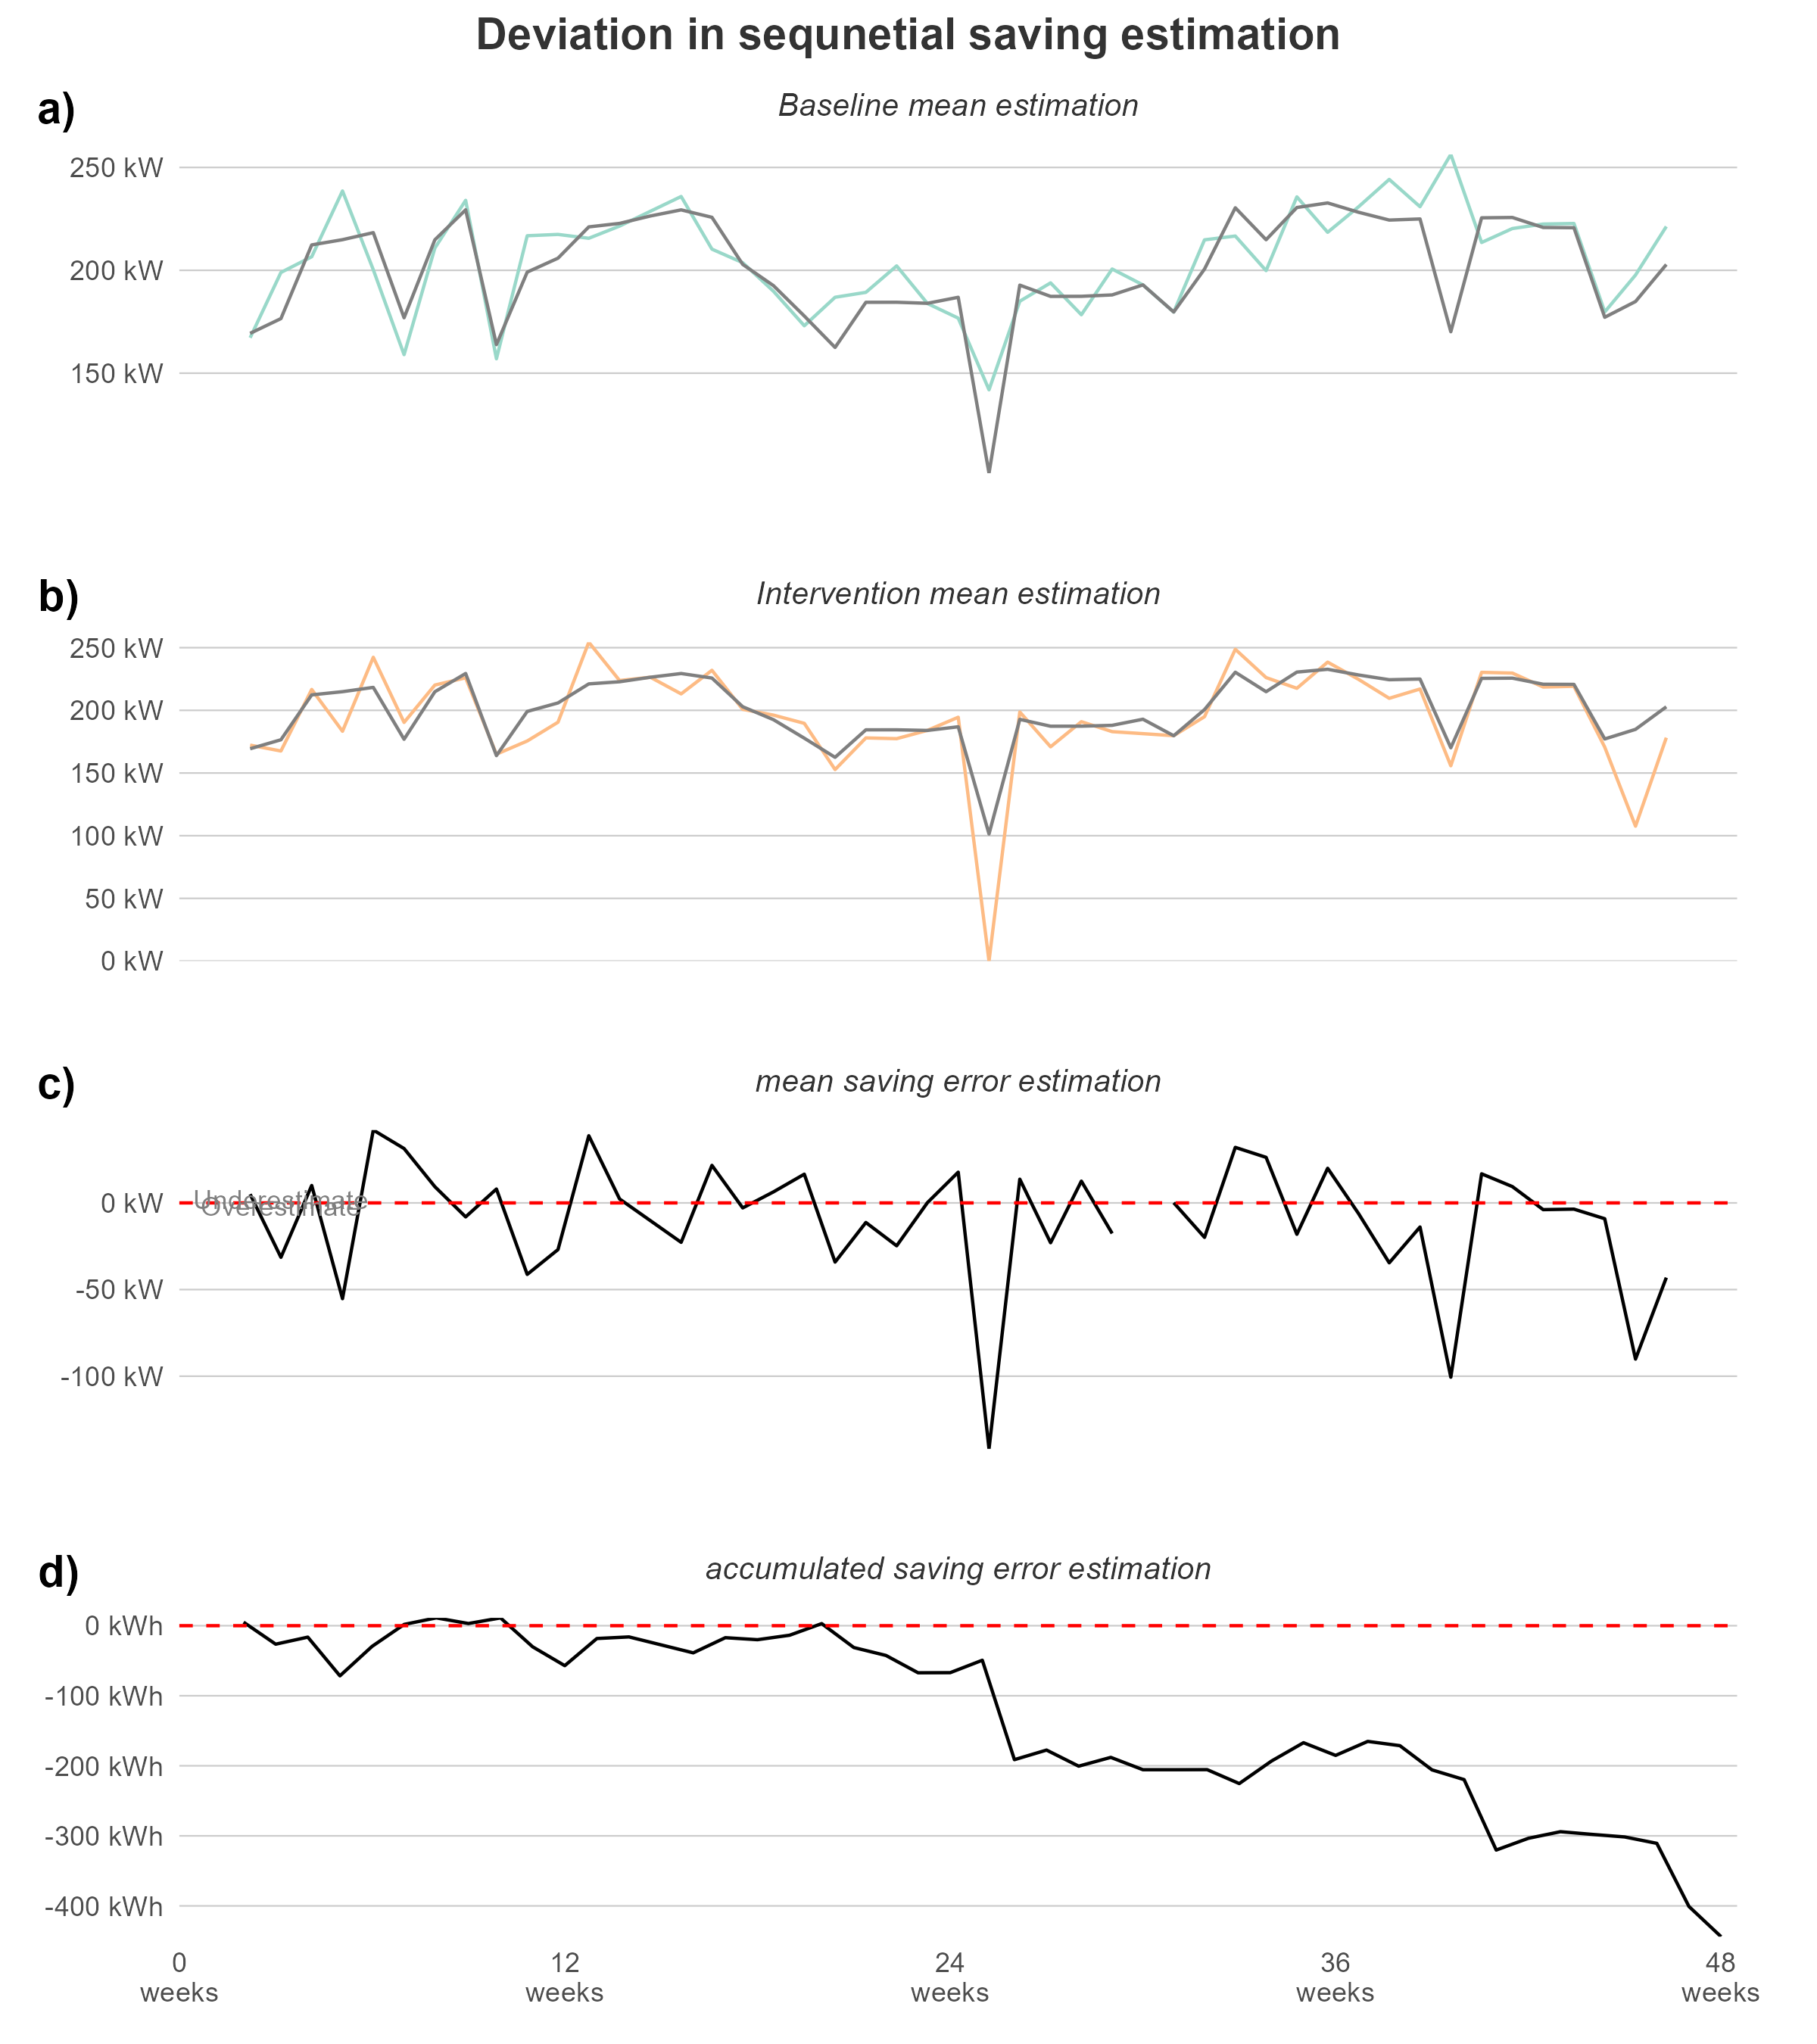 Deviation in sequnetial saving estimation
a)
Baseline mean estimation
250 kW
200 kW
150 kW
b)
Intervention mean estimation
250 kW
200 kW
150 kW
100 kW
50 kW
0 kW
c)
mean saving error estimation
Underestimate
0 kW
Overestimate
-50 kW
-100 kW
d)
accumulated saving error estimation
0 kWh
-100 kWh
-200 kWh
-300 kWh
-400 kWh
0 12 24 36 48
weeks weeks weeks weeks weeks